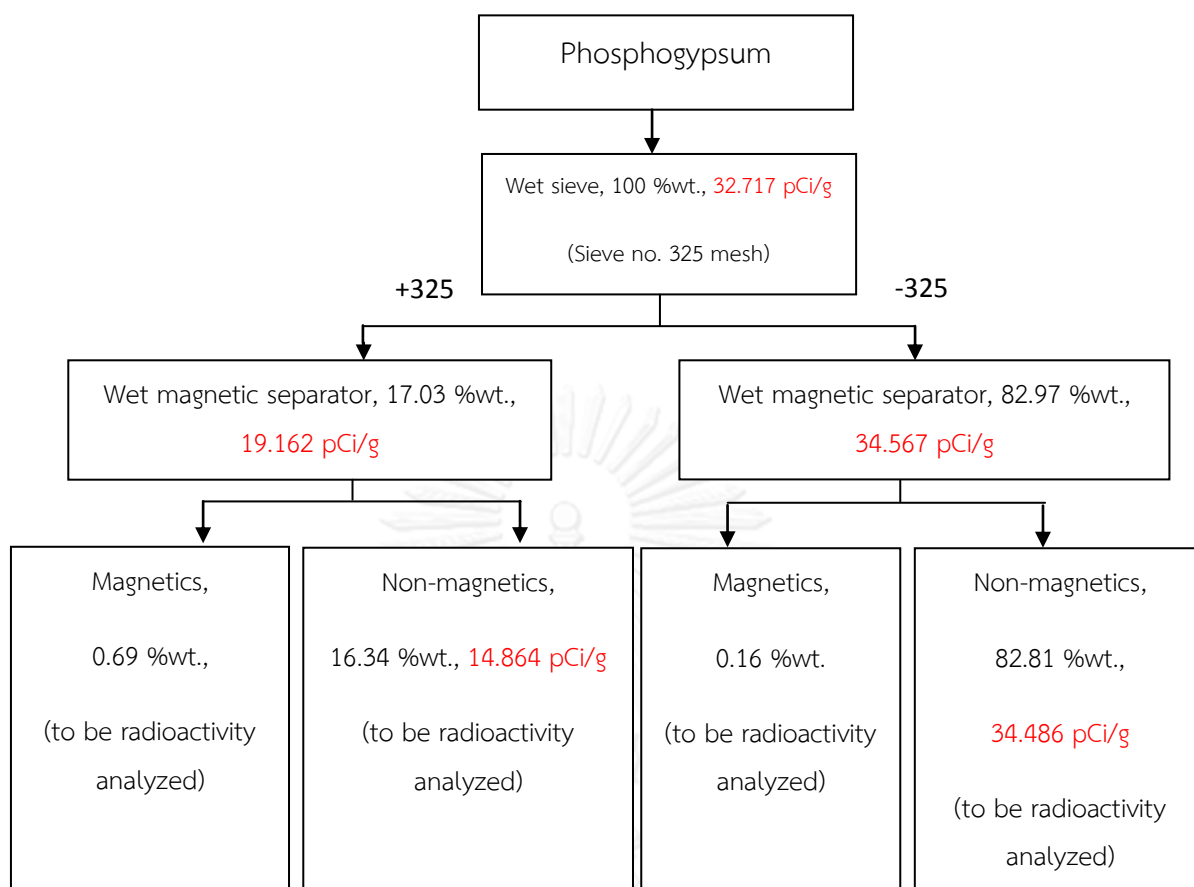 Phosphogypsum
Wet sieve, 100 %wt., 32.717 pCi/g
(Sieve no. 325 mesh)
+325
-325
Wet magnetic separator, 17.03 %wt.,
19.162 pCi/g
Wet magnetic separator, 82.97 %wt.,
34.567 pCi/g
Magnetics,
0.69 %wt.,
(to be radioactivity
analyzed)
Non-magnetics,
16.34 %wt., 14.864 pCi/g
(to be radioactivity
analyzed)
Magnetics,
0.16 %wt.
(to be radioactivity
analyzed)
Non-magnetics,
82.81 %wt.,
34.486 pCi/g
(to be radioactivity
analyzed)